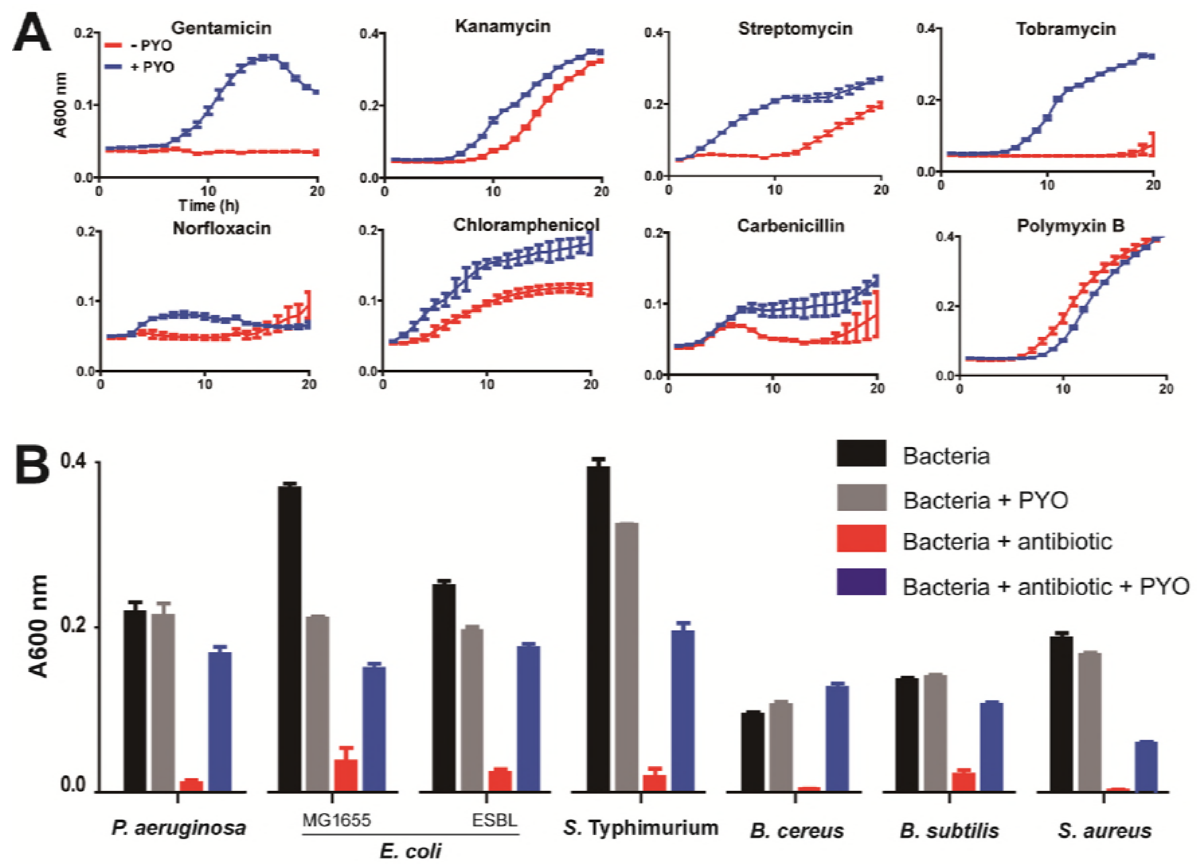 A
Gentamicin
Kanamycin
Streptomycin
Tobramycin
- PYO
+ PYO
A600 nm
0.2
0.1
0.0
0
10
20
Time (h)
0.4
0.2
0.0
0
10
20
0.4
0.2
0.0
0
10
20
0.4
0.2
0.0
0
10
20
Norfloxacin
Chloramphenicol
Carbenicillin
Polymyxin B
0.2
0.1
0.0
0
10
20
0.2
0.1
0.0
0
10
20
0.2
0.1
0.0
0
10
20
0.4
0.2
0.0
0
10
20
B
A600 nm
0.4
0.2
0.0
Bacteria
Bacteria + PYO
Bacteria + antibiotic
Bacteria + antibiotic + PYO
P. aeruginosa
MG1655
ESBL
E. coli
S. Typhimurium
B. cereus
B. subtilis
S. aureus